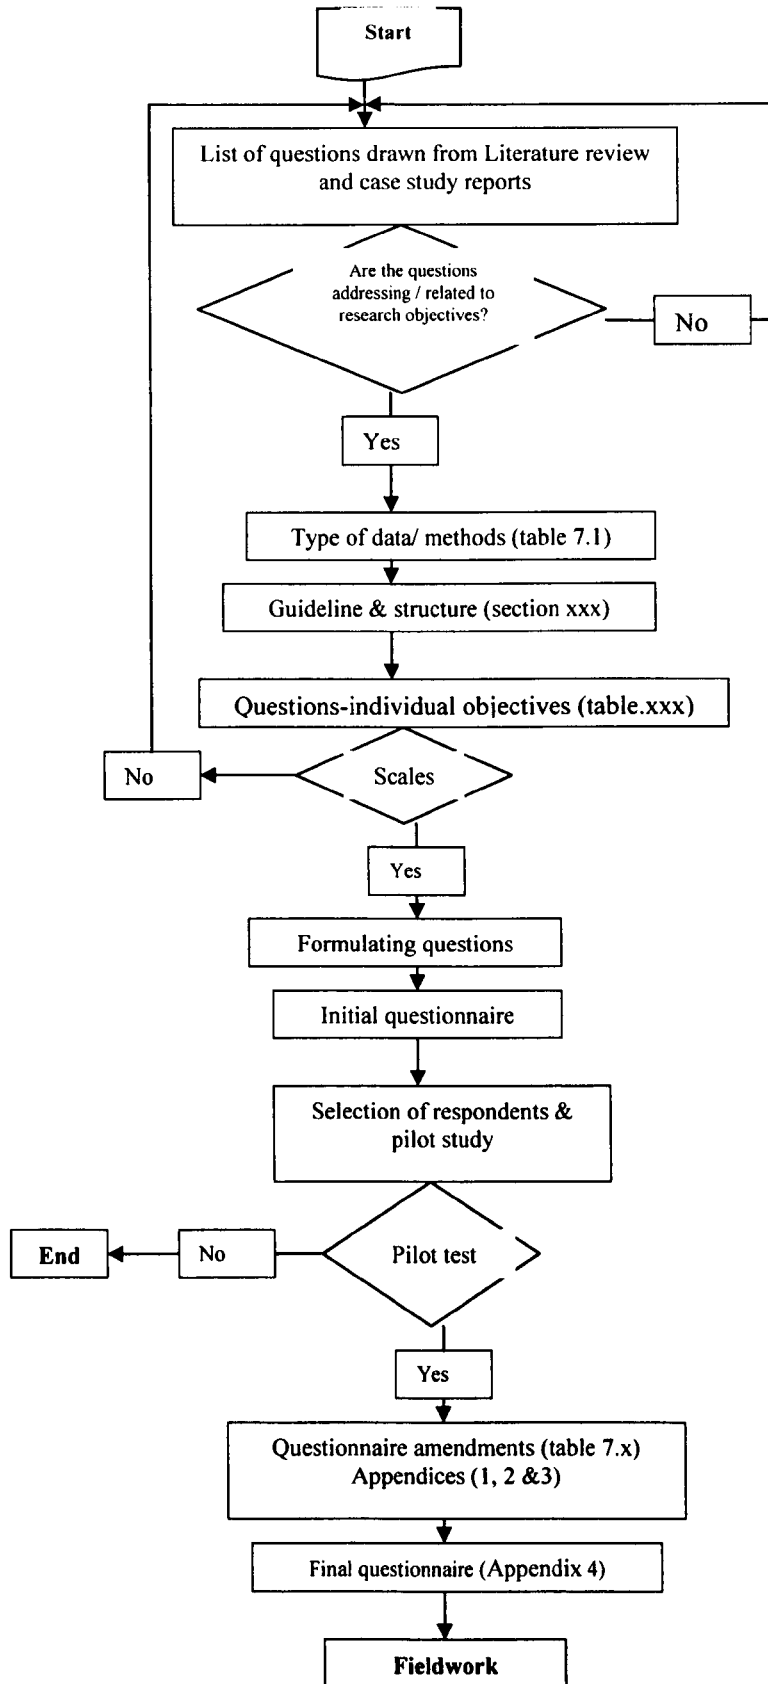 Start
List of questions drawn from Literature review
and case study reports
Are the questions
addressing / related to
research objectives?
No
Yes
Type of data/ methods (table 7.1)
Guideline & structure (section xxx)
Questions-individual objectives (table.xxx)
No
Scales
Yes
Formulating questions
Initial questionnaire
Selection of respondents &
pilot study
End
No
Pilot test
Yes
Questionnaire amendments (table 7.x)
Appendices (1, 2 &3)
Final questionnaire (Appendix 4)
Fieldwork